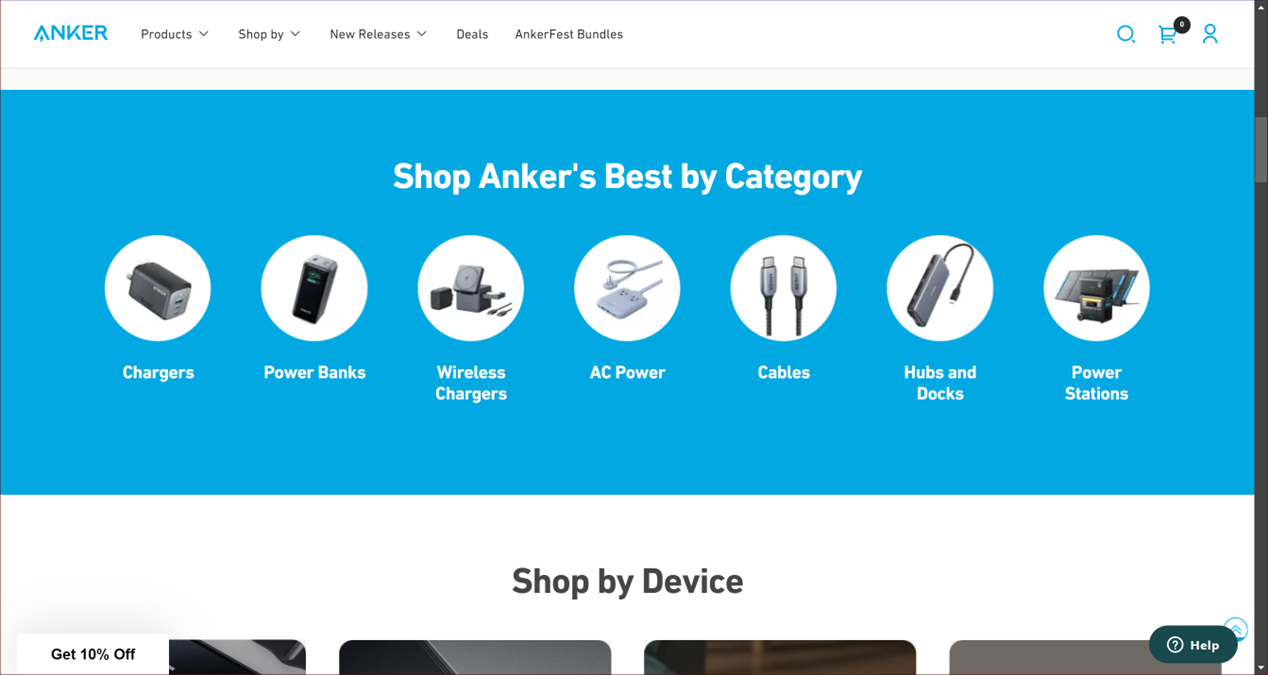 ANKER
Products
Shop by
New Releases
Deals
AnkerFest Bundles
0
Shop Anker's Best by Category
Chargers
Power Banks
Wireless
Chargers
AC Power
Cables
Hubs and
Docks
Power
Stations
Shop by Device
Get 10% Off
Help